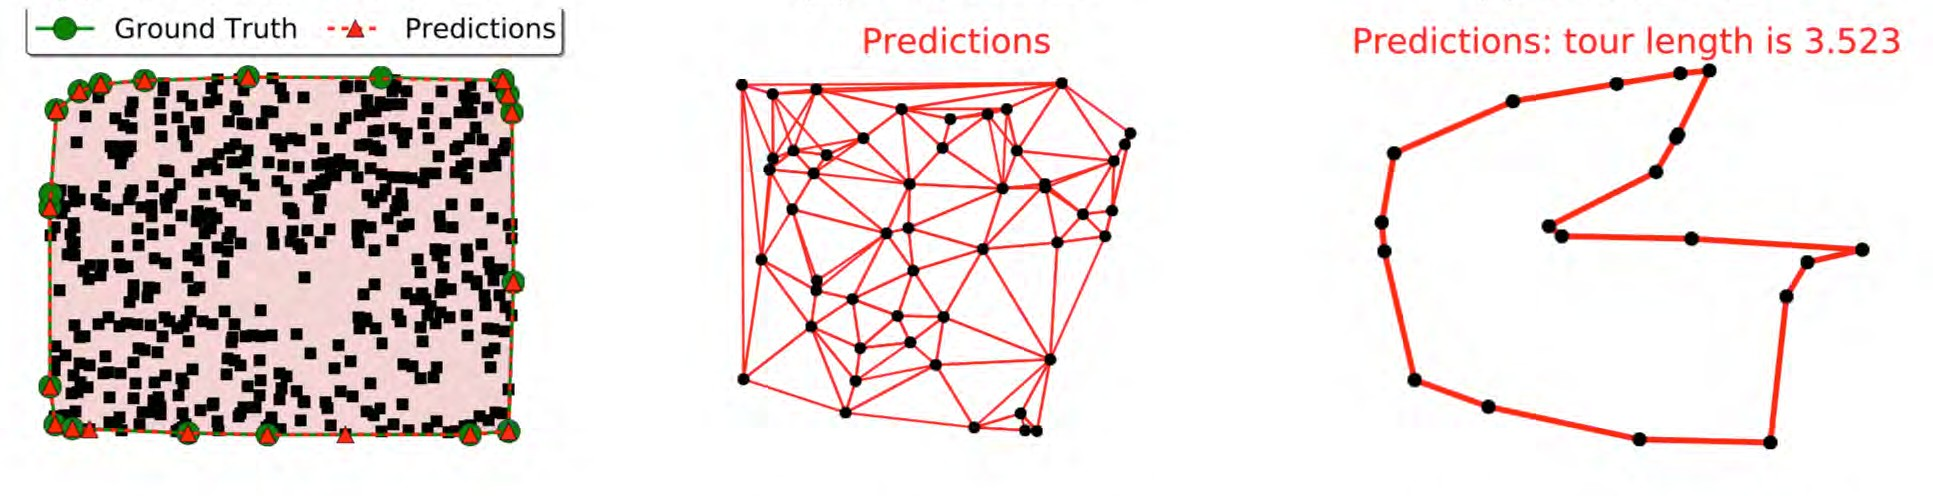 Ground Truth Predictions
Predictions
Predictions: tour length is 3.523